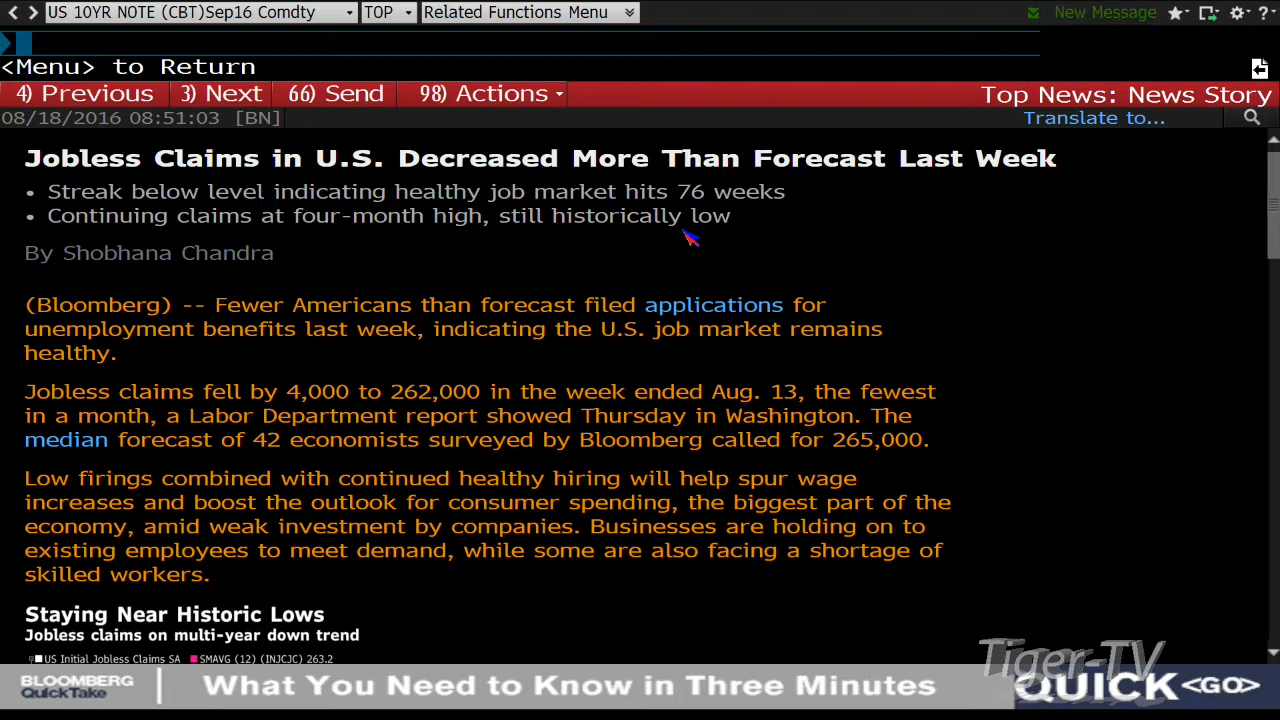 US 10YR NOTE (CBT)Sep16 Comdty TOP Related Functions Menu New Message
<Menu> to Return
4) Previous 3) Next 66) Send 98) Actions Top News: News Story
08/18/2016 08:51:03 [BN] Translate to...
Jobless Claims in U.S. Decreased More Than Forecast Last Week
• Streak below level indicating healthy job market hits 76 weeks
• Continuing claims at four-month high, still historically low
By Shobhana Chandra
(Bloomberg) -- Fewer Americans than forecast filed applications for
unemployment benefits last week, indicating the U.S. job market remains
healthy.
Jobless claims fell by 4,000 to 262,000 in the week ended Aug. 13, the fewest
in a month, a Labor Department report showed Thursday in Washington. The
median forecast of 42 economists surveyed by Bloomberg called for 265,000.
Low firings combined with continued healthy hiring will help spur wage
increases and boost the outlook for consumer spending, the biggest part of the
economy, amid weak investment by companies. Businesses are holding on to
existing employees to meet demand, while some are also facing a shortage of
skilled workers.
Staying Near Historic Lows
Jobless claims on multi-year down trend
US Initial Jobless Claims SA SMAVG (12) (INJCJC) 263.2
Tiger-TV
BLOOMBERG
QuickTake
What You Need to Know in Three Minutes
QUICK <GO>